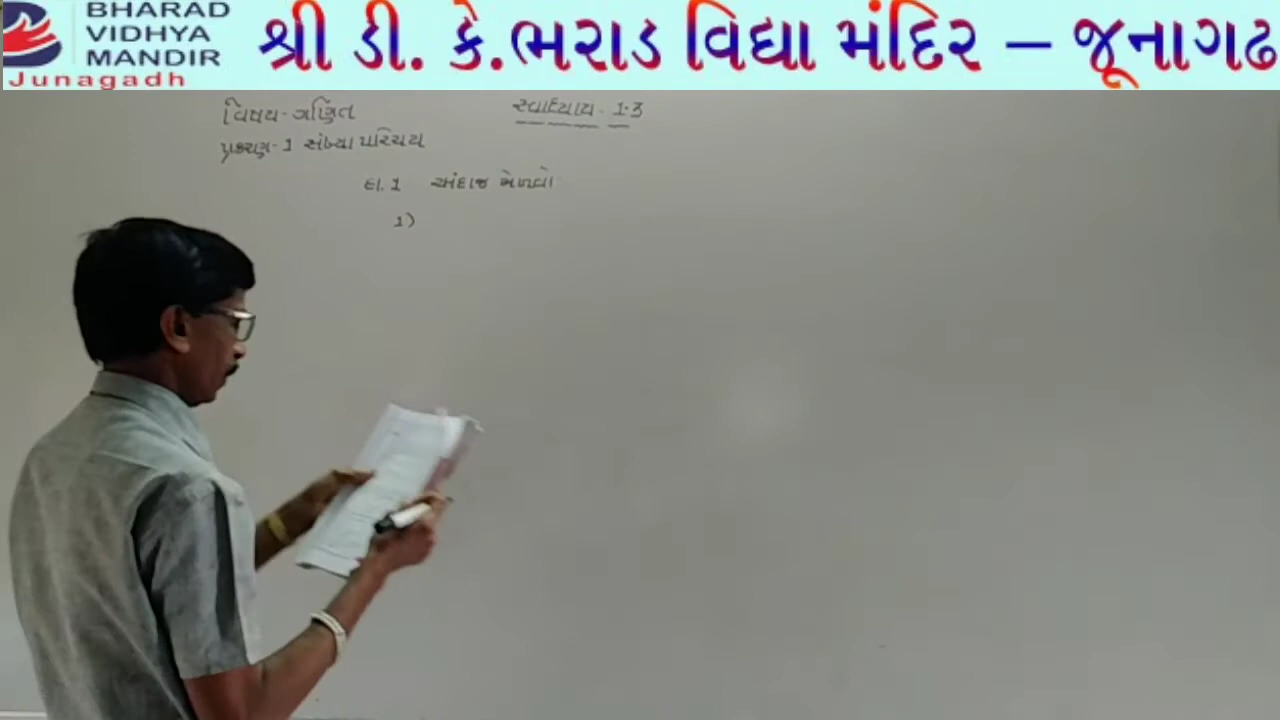 BHARAD
VIDHYA
MANDIR
Junagadh
શ્રી ડી. કે.ભરાડ વિદ્યા મંદિર – જૂનાગઢ
વિષય - ગણિત
સ્વાધ્યાય - 1.3
પ્રકરણ - 1 સંખ્યા પરિચય
દા. 1 અંદાજ મેળવો
1)